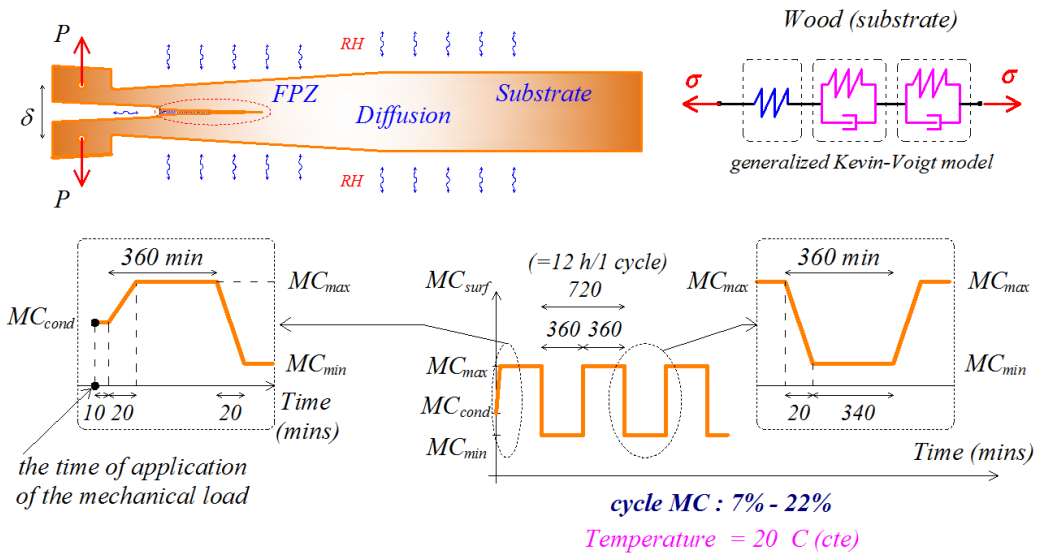 P
RH
FPZ
Substrate
δ
Diffusion
P
RH
Wood (substrate)
σ
σ
generalized Kevin-Voigt model
360 min
MCmax
MCcond
MCmin
10 20
20
Time
(mins)
the time of application
of the mechanical load
(=12 h/1 cycle)
MCsurf
720
360 360
MCmax
MCcond
MCmin
Time (mins)
360 min
MCmax
MCmax
MCmin
MCmin
20
340
cycle MC : 7% - 22%
Temperature = 20 C (cte)